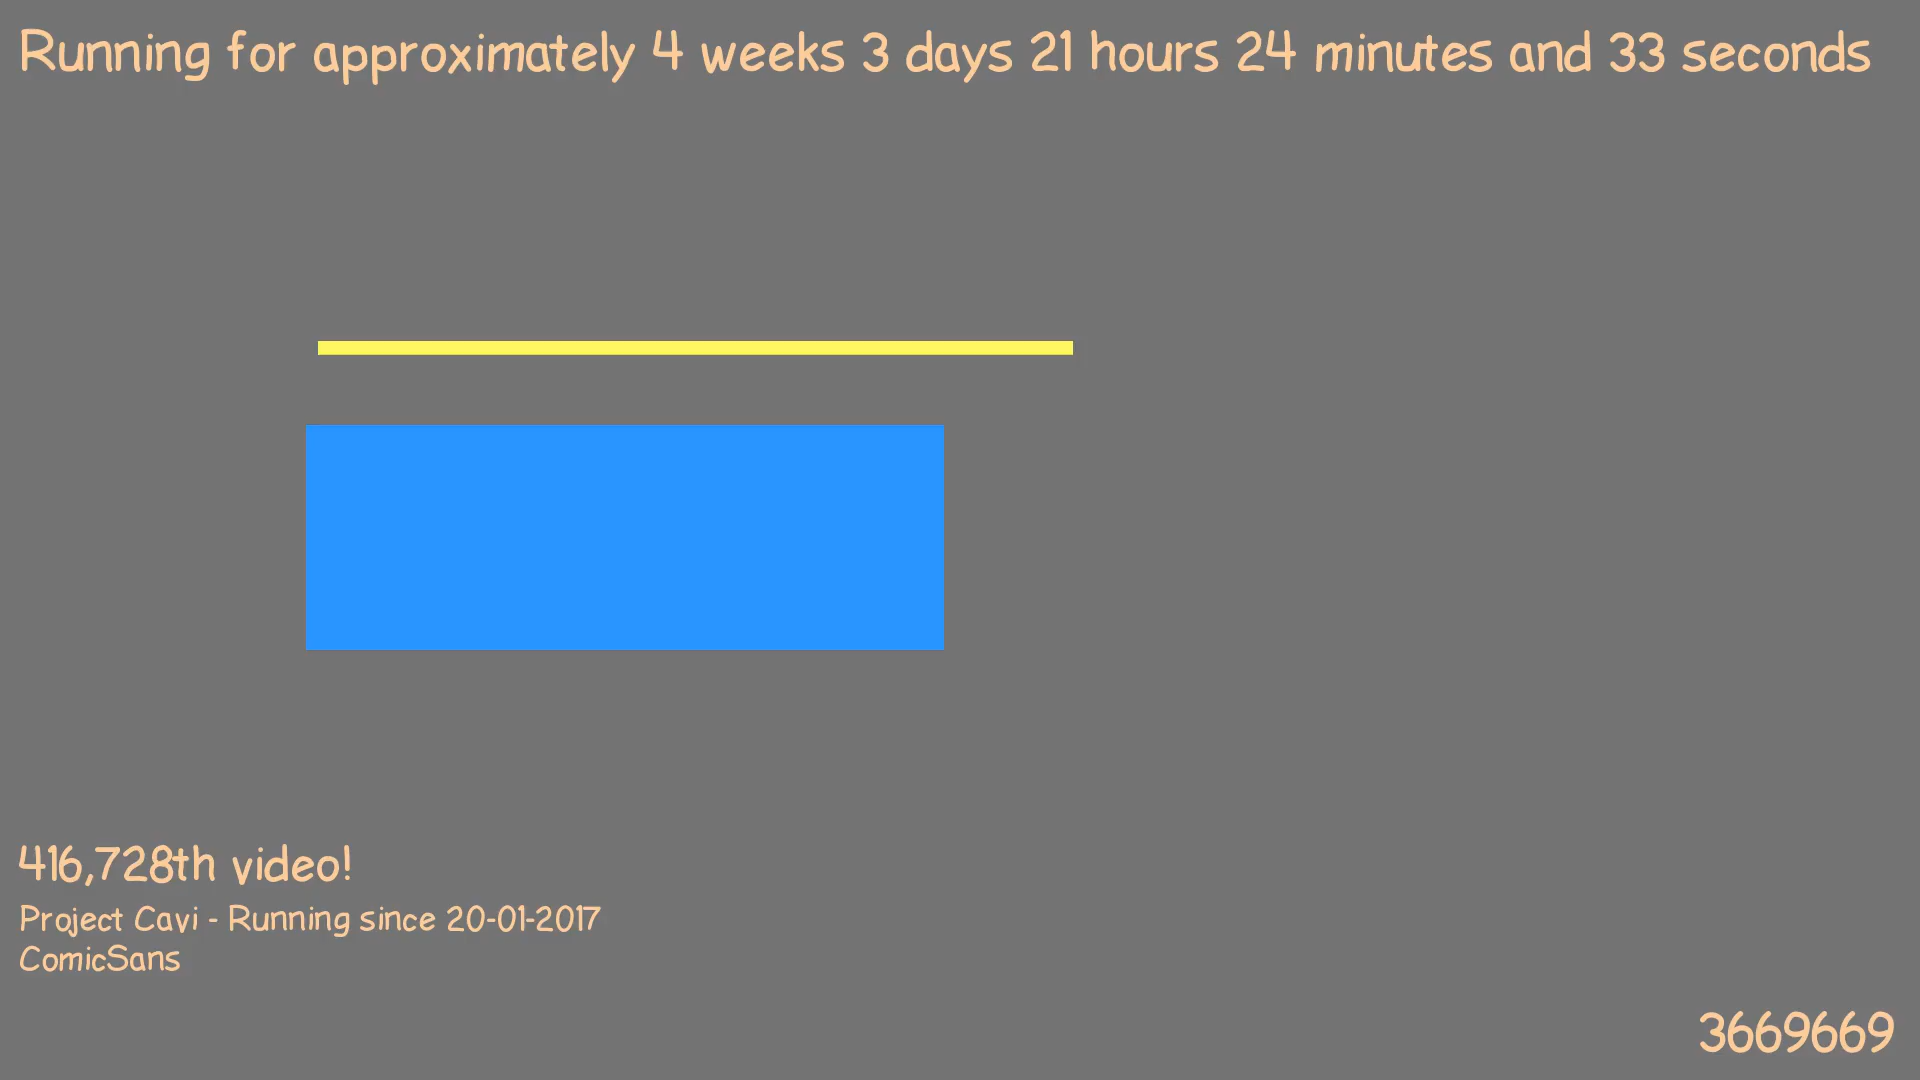 Running for approximately 4 weeks 3 days 21 hours 24 minutes and 33 seconds
416,728th video!
Project Cavi - Running since 20-01-2017
ComicSans
3669669